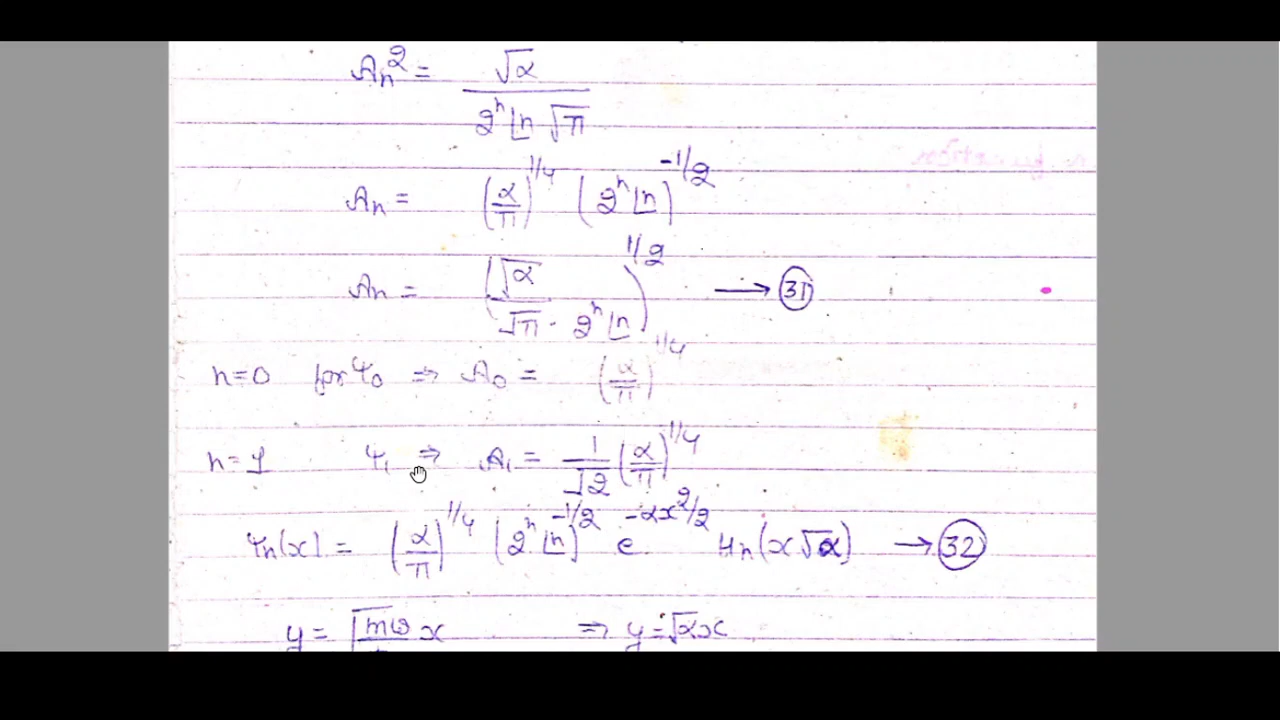 An² = √α / 2ⁿ ⌊n √π
An = (α/π)^1/4 (2ⁿ ⌊n)^-1/2
An = (√α / √π · 2ⁿ ⌊n)^1/2 → (31)
n=0 for Ψ₀ ⇒ A₀ = (α/π)^1/4
n=1 Ψ₁ ⇒ A₁ = 1/√2 (α/π)^1/4
Ψn(x) = (α/π)^1/4 (2ⁿ ⌊n)^-1/2 e^-αx²/2 Hn(x√α) → (32)
y = √mω x ⇒ y=√αx